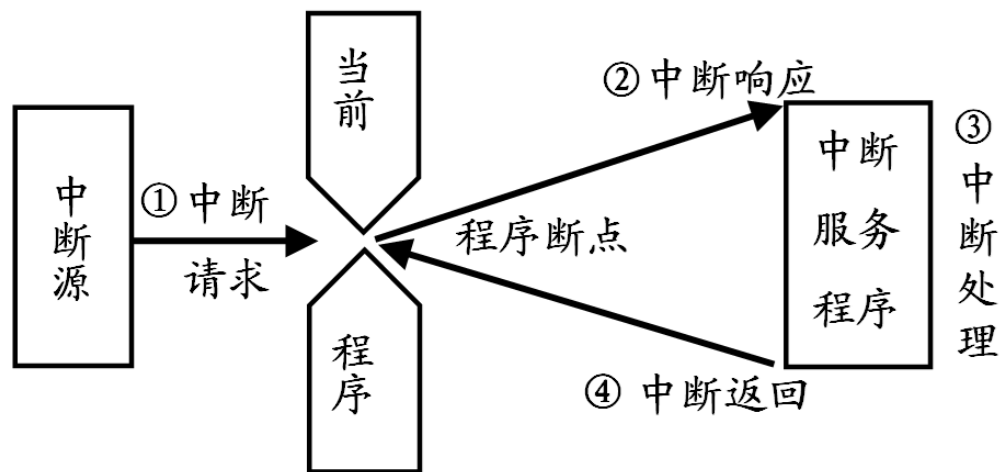 中断源
①中断
请求
当前
程序
②中断响应
程序断点
④ 中断返回
中断
服务
程序
③中断处理